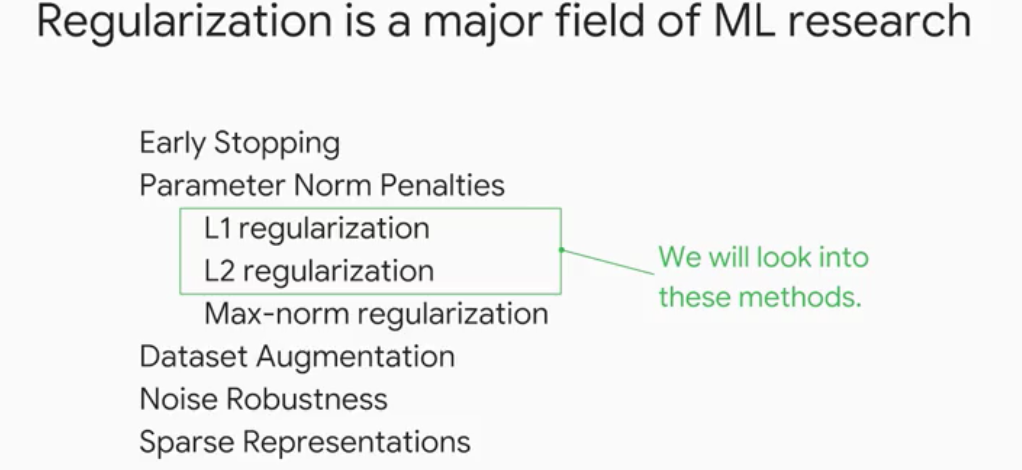 Regularization is a major field of ML research
Early Stopping
Parameter Norm Penalties
L1 regularization
L2 regularization
We will look into
these methods.
Max-norm regularization
Dataset Augmentation
Noise Robustness
Sparse Representations